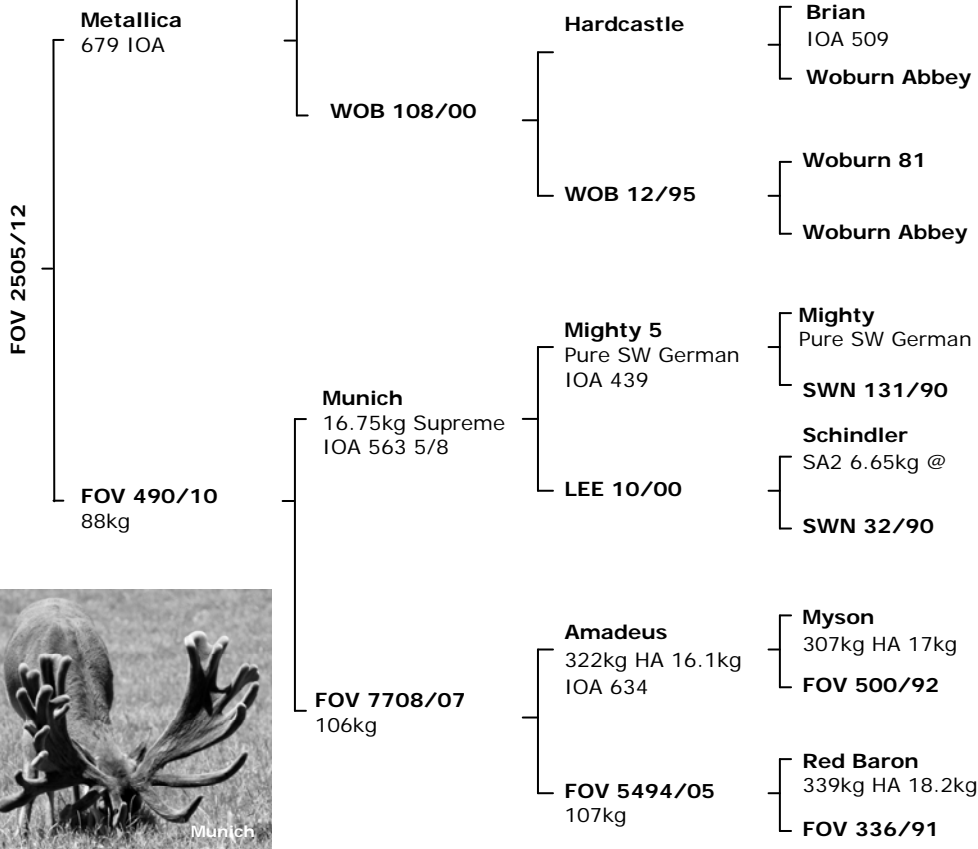 FOV 2505/12
Metallica
679 IOA
WOB 108/00
Hardcastle
Brian
IOA 509
Woburn Abbey
WOB 12/95
Woburn 81
Woburn Abbey
FOV 490/10
88kg
Munich
16.75kg Supreme
IOA 563 5/8
Mighty 5
Pure SW German
IOA 439
Mighty
Pure SW German
SWN 131/90
LEE 10/00
Schindler
SA2 6.65kg @
SWN 32/90
FOV 7708/07
106kg
Amadeus
322kg HA 16.1kg
IOA 634
Myson
307kg HA 17kg
FOV 500/92
FOV 5494/05
107kg
Red Baron
339kg HA 18.2kg
FOV 336/91
Munich